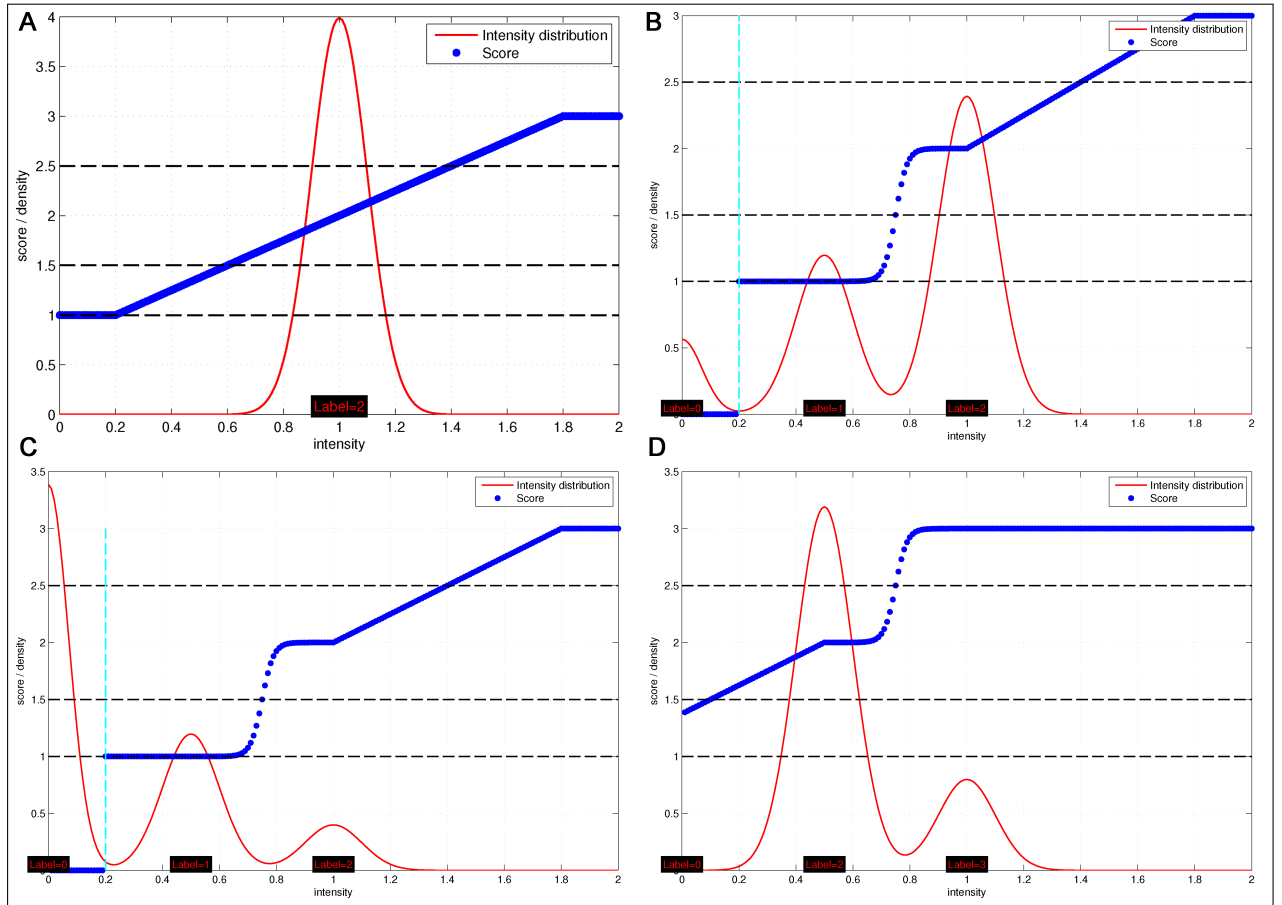 A
4
3.5
3
2.5
2
1.5
1
0.5
0
score / density
Intensity distribution
Score
Label=2
0 0.2 0.4 0.6 0.8 1 1.2 1.4 1.6 1.8 2
intensity
B
3
2.5
2
1.5
1
0.5
score / density
Intensity distribution
Score
Label=0 Label=1 Label=2
0 0.2 0.4 0.6 0.8 1 1.2 1.4 1.6 1.8 2
intensity
C
3.5
3
2.5
2
1.5
1
0.5
score / density
Intensity distribution
Score
Label=0 Label=1 Label=2
0 0.2 0.4 0.6 0.8 1 1.2 1.4 1.6 1.8 2
intensity
D
3.5
3
2.5
2
1.5
1
0.5
score / density
Intensity distribution
Score
Label=0 Label=2 Label=3
0 0.2 0.4 0.6 0.8 1 1.2 1.4 1.6 1.8 2
intensity